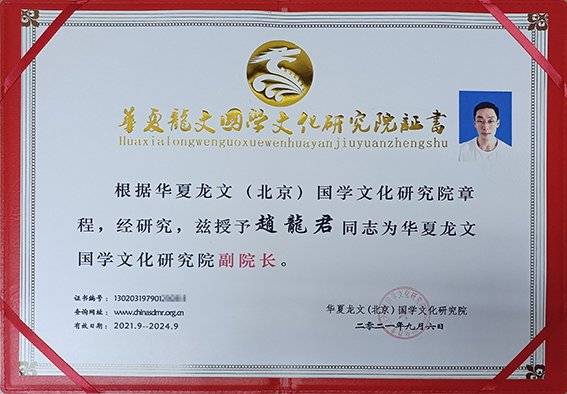 華夏龍文國學文化研究院証書
Huaxialongwenguoxuewenhuayanjiuyuanzhengshu
根据华夏龙文（北京）国学文化研究院章
程，经研究，兹授予趙龍君同志为华夏龙文
国学文化研究院副院长。
证书编号：130203197901
查询网址：www.chinasdmr.org.cn
有效日期：2021.9--2024.9
华夏龙文(北京)国学文化研究院
二零二一年九月六日